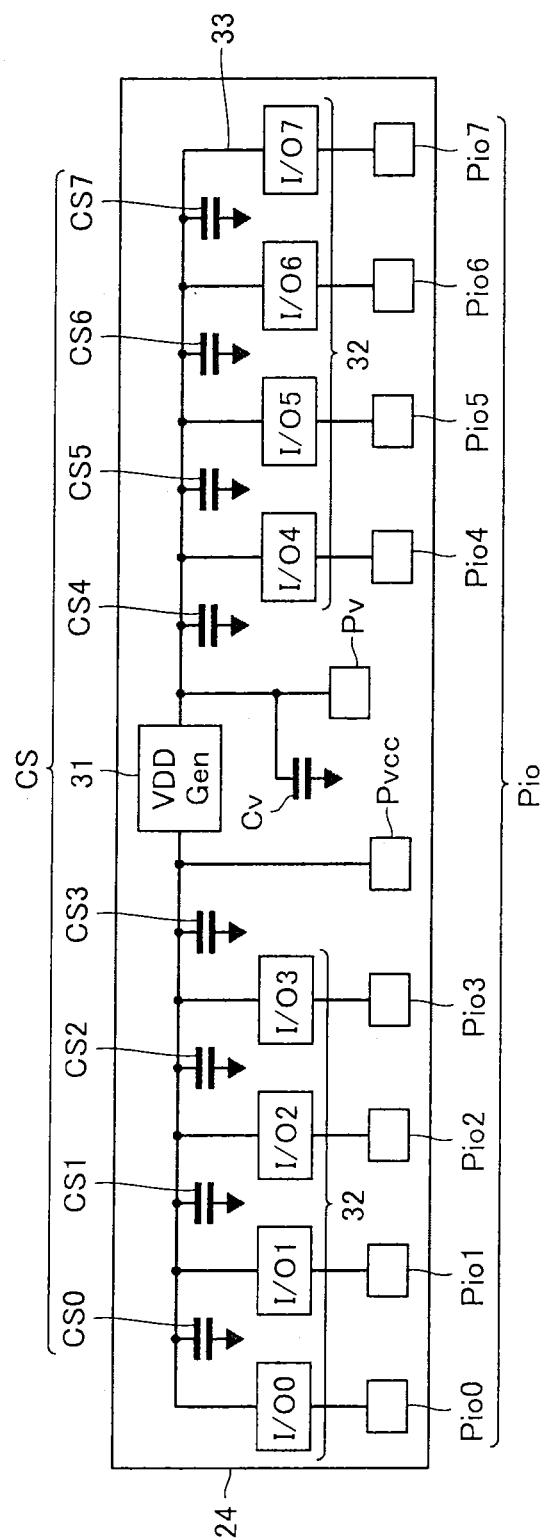 CS
CS0
CS1
CS2
CS3
31
CS4
CS5
CS6
CS7
33
24
VDD
Gen
Cv
Pv
Pvcc
I/O0
I/O1
I/O2
I/O3
I/O4
I/O5
I/O6
I/O7
32
32
Pio0
Pio1
Pio2
Pio3
Pio4
Pio5
Pio6
Pio7
Pio